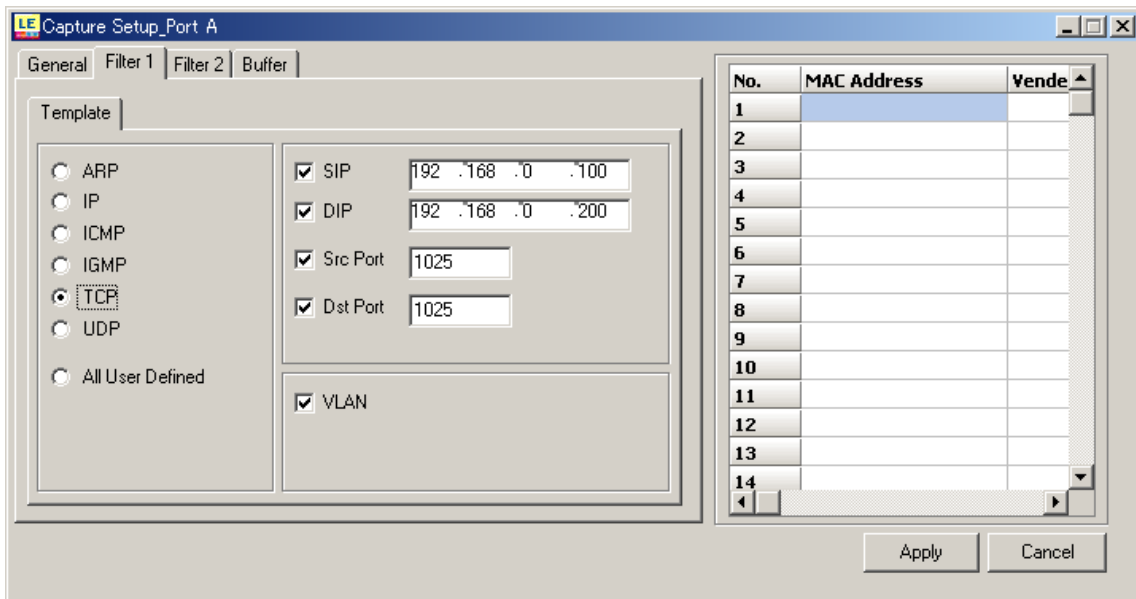 LE Capture Setup_Port A
General Filter 1 Filter 2 Buffer
Template
ARP
IP
ICMP
IGMP
TCP
UDP
All User Defined
SIP 192 . 168 . 0 . 100
DIP 192 . 168 . 0 . 200
Src Port 1025
Dst Port 1025
VLAN
No. MAC Address Vende
1
2
3
4
5
6
7
8
9
10
11
12
13
14
Apply Cancel